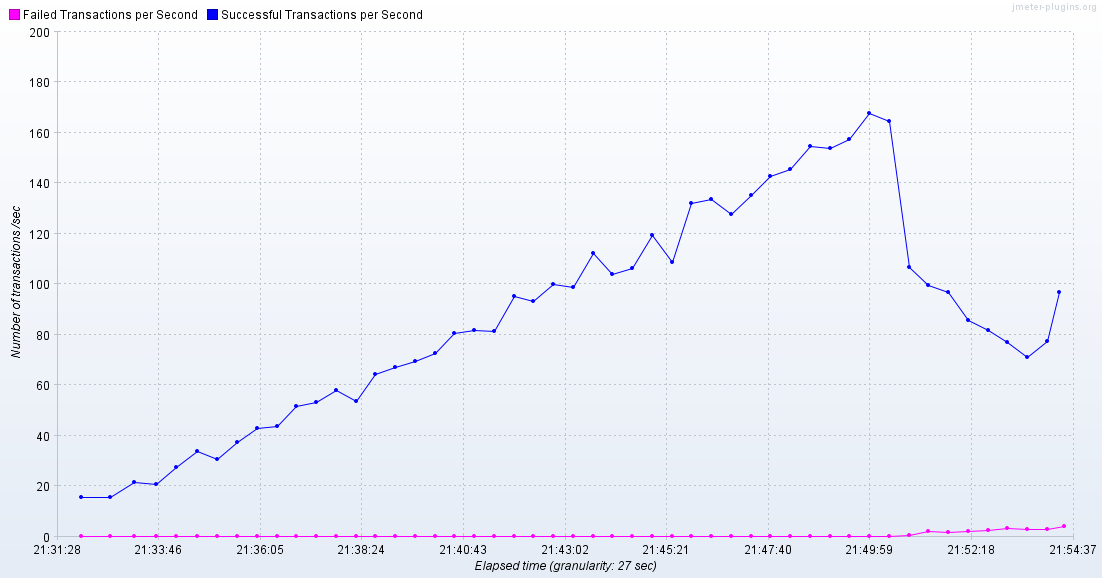 jmeter-plugins.org
Failed Transactions per Second Successful Transactions per Second
200
180
160
140
120
100
80
60
40
20
0
Number of transactions /sec
21:31:28 21:33:46 21:36:05 21:38:24 21:40:43 21:43:02 21:45:21 21:47:40 21:49:59 21:52:18 21:54:37
Elapsed time (granularity: 27 sec)